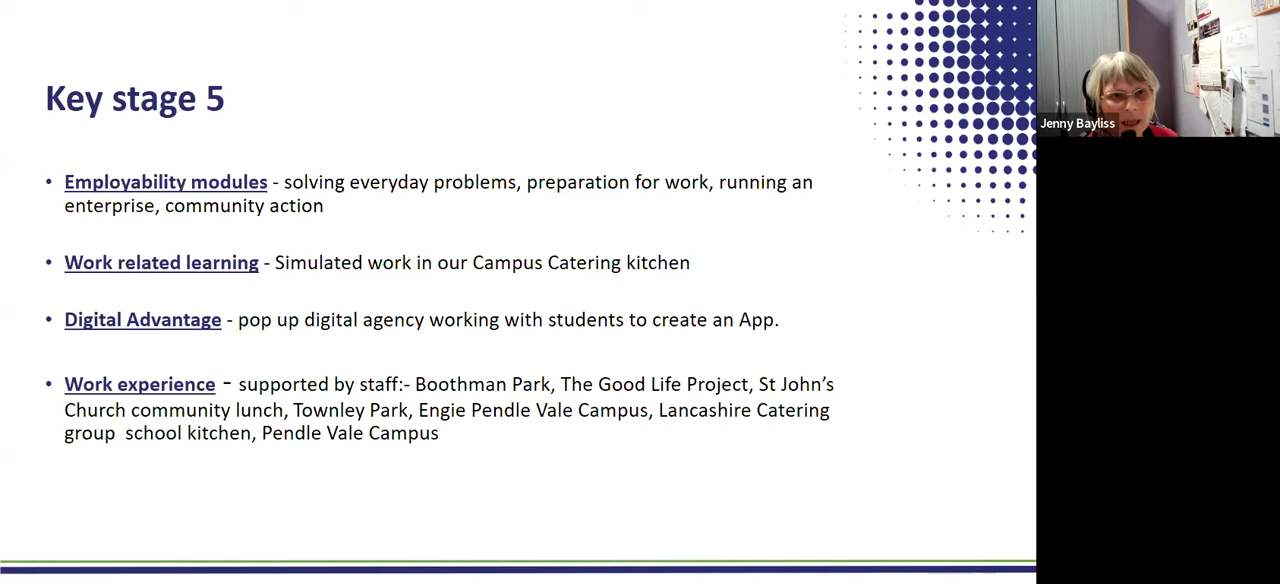 Key stage 5
• Employability modules - solving everyday problems, preparation for work, running an
enterprise, community action
• Work related learning - Simulated work in our Campus Catering kitchen
• Digital Advantage - pop up digital agency working with students to create an App.
• Work experience - supported by staff:- Boothman Park, The Good Life Project, St John's
Church community lunch, Townley Park, Engie Pendle Vale Campus, Lancashire Catering
group  school kitchen, Pendle Vale Campus
Jenny Bayliss